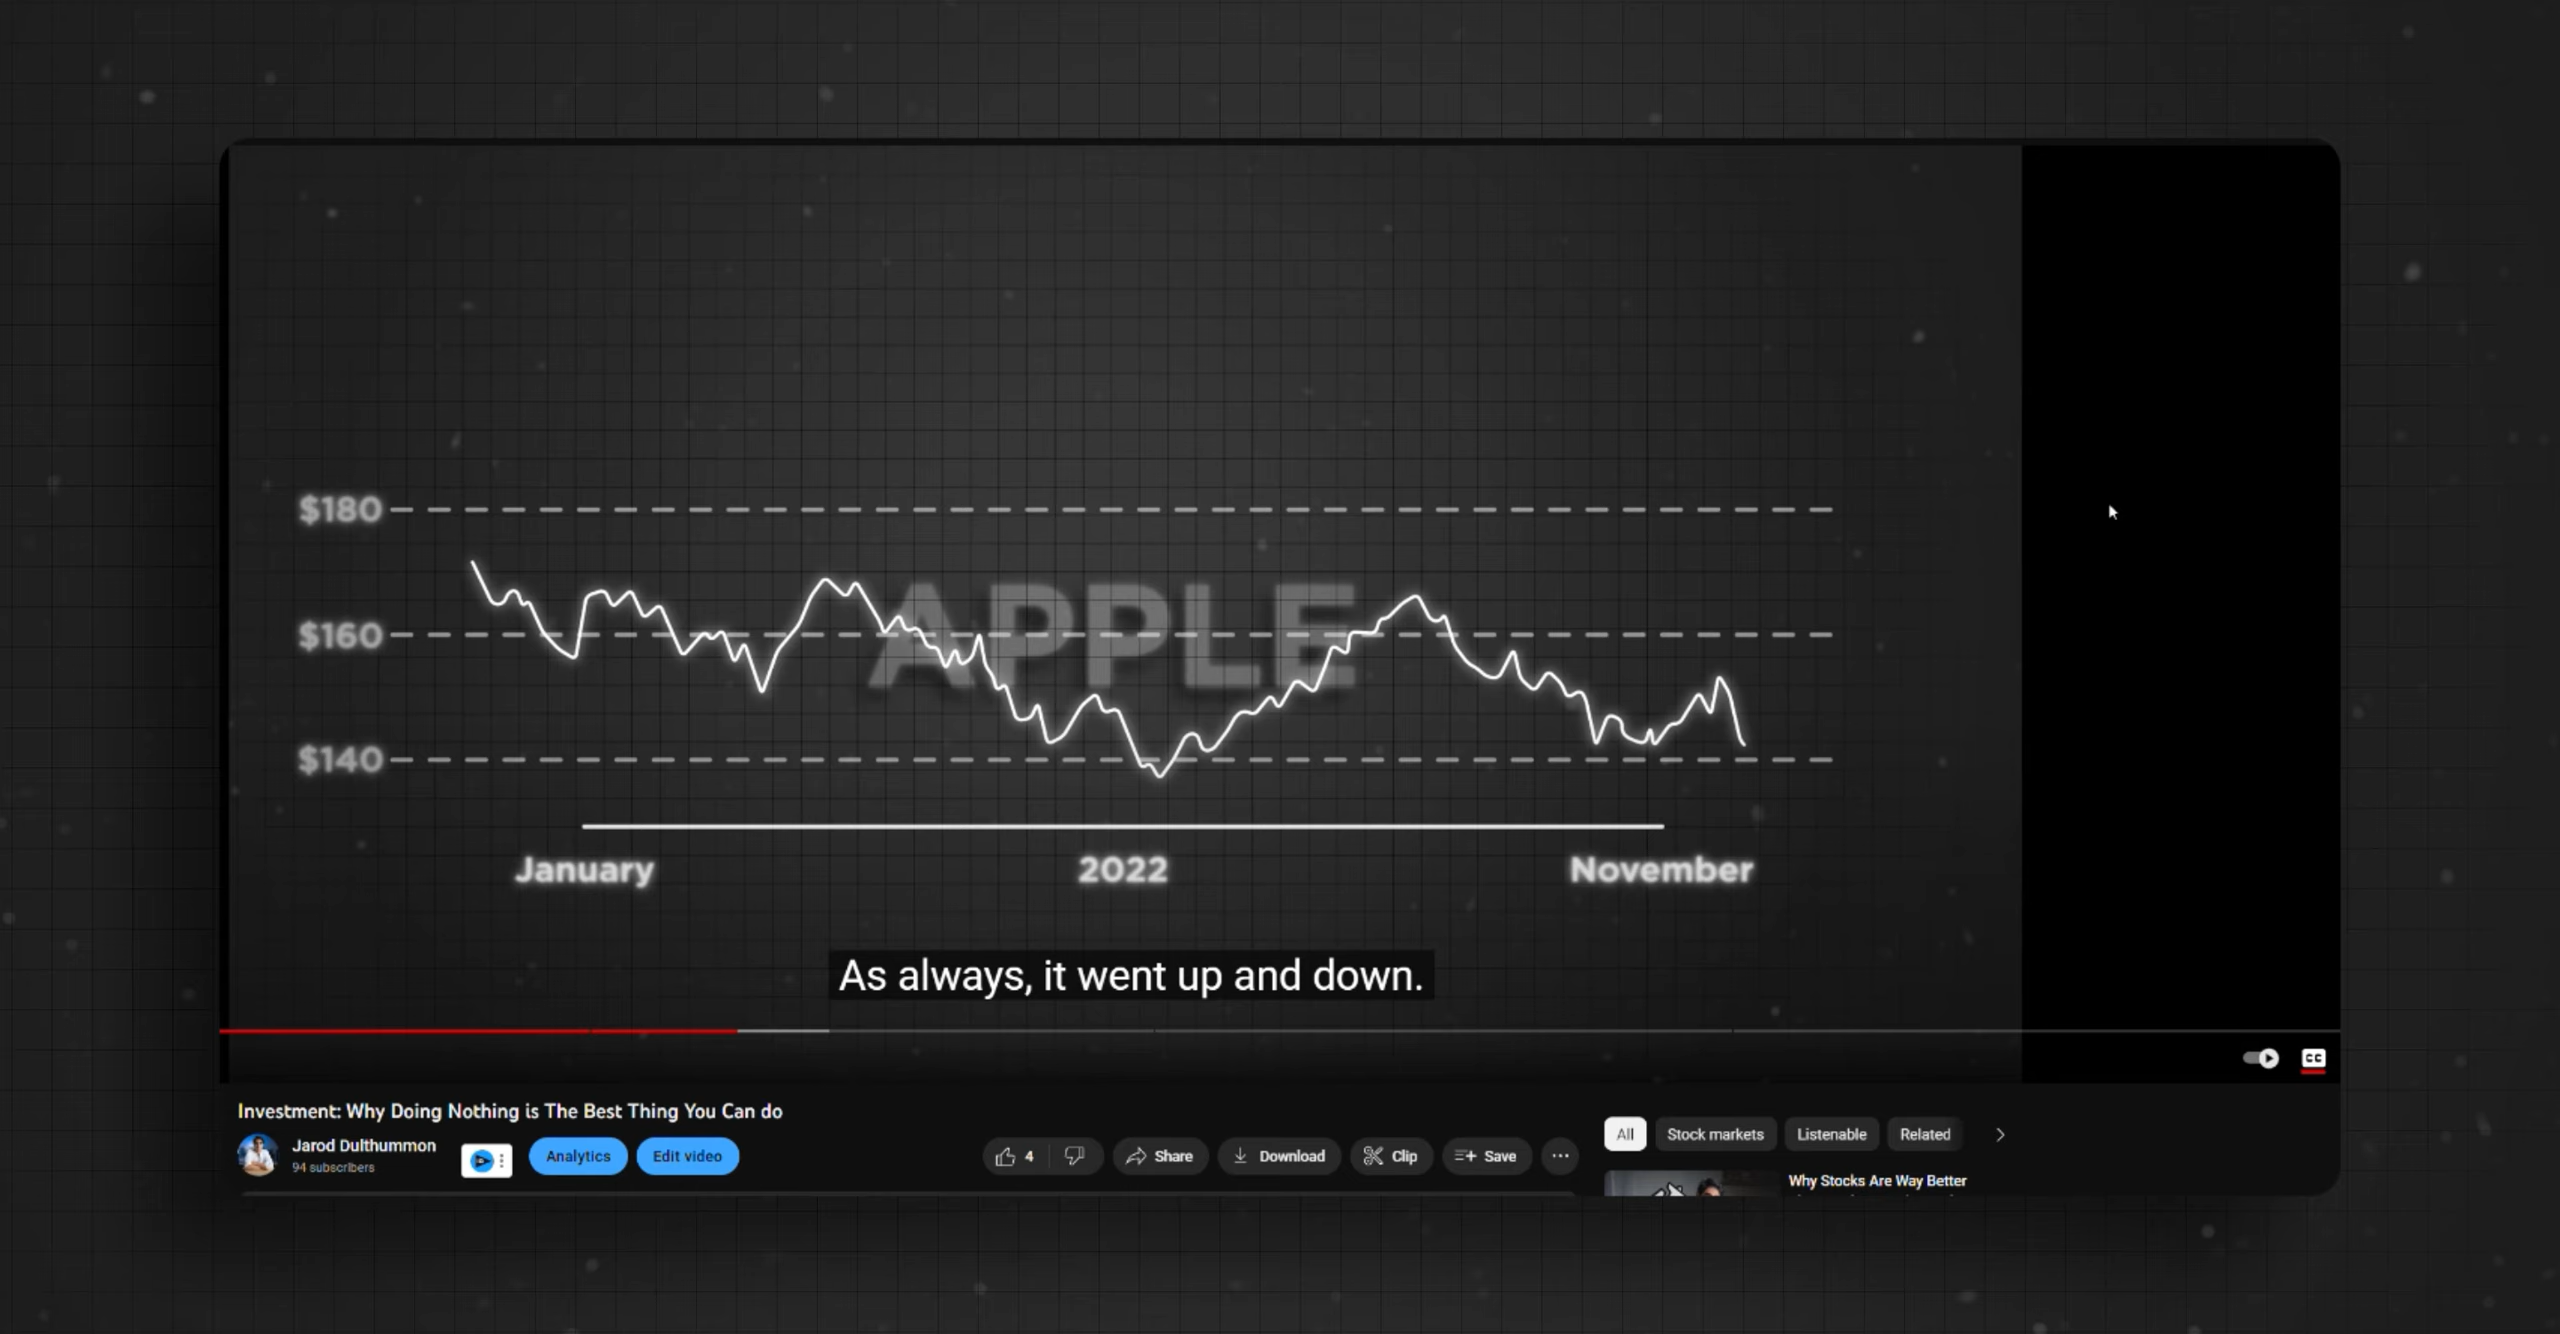 $180
APPLE
$160
$140
January 2022 November
As always, it went up and down.
CC
Investment: Why Doing Nothing is The Best Thing You Can do
Jarod Dulthummon
94 subscribers
Analytics Edit video 4 Share Download Clip Save
All Stock markets Listenable Related
Why Stocks Are Way Better